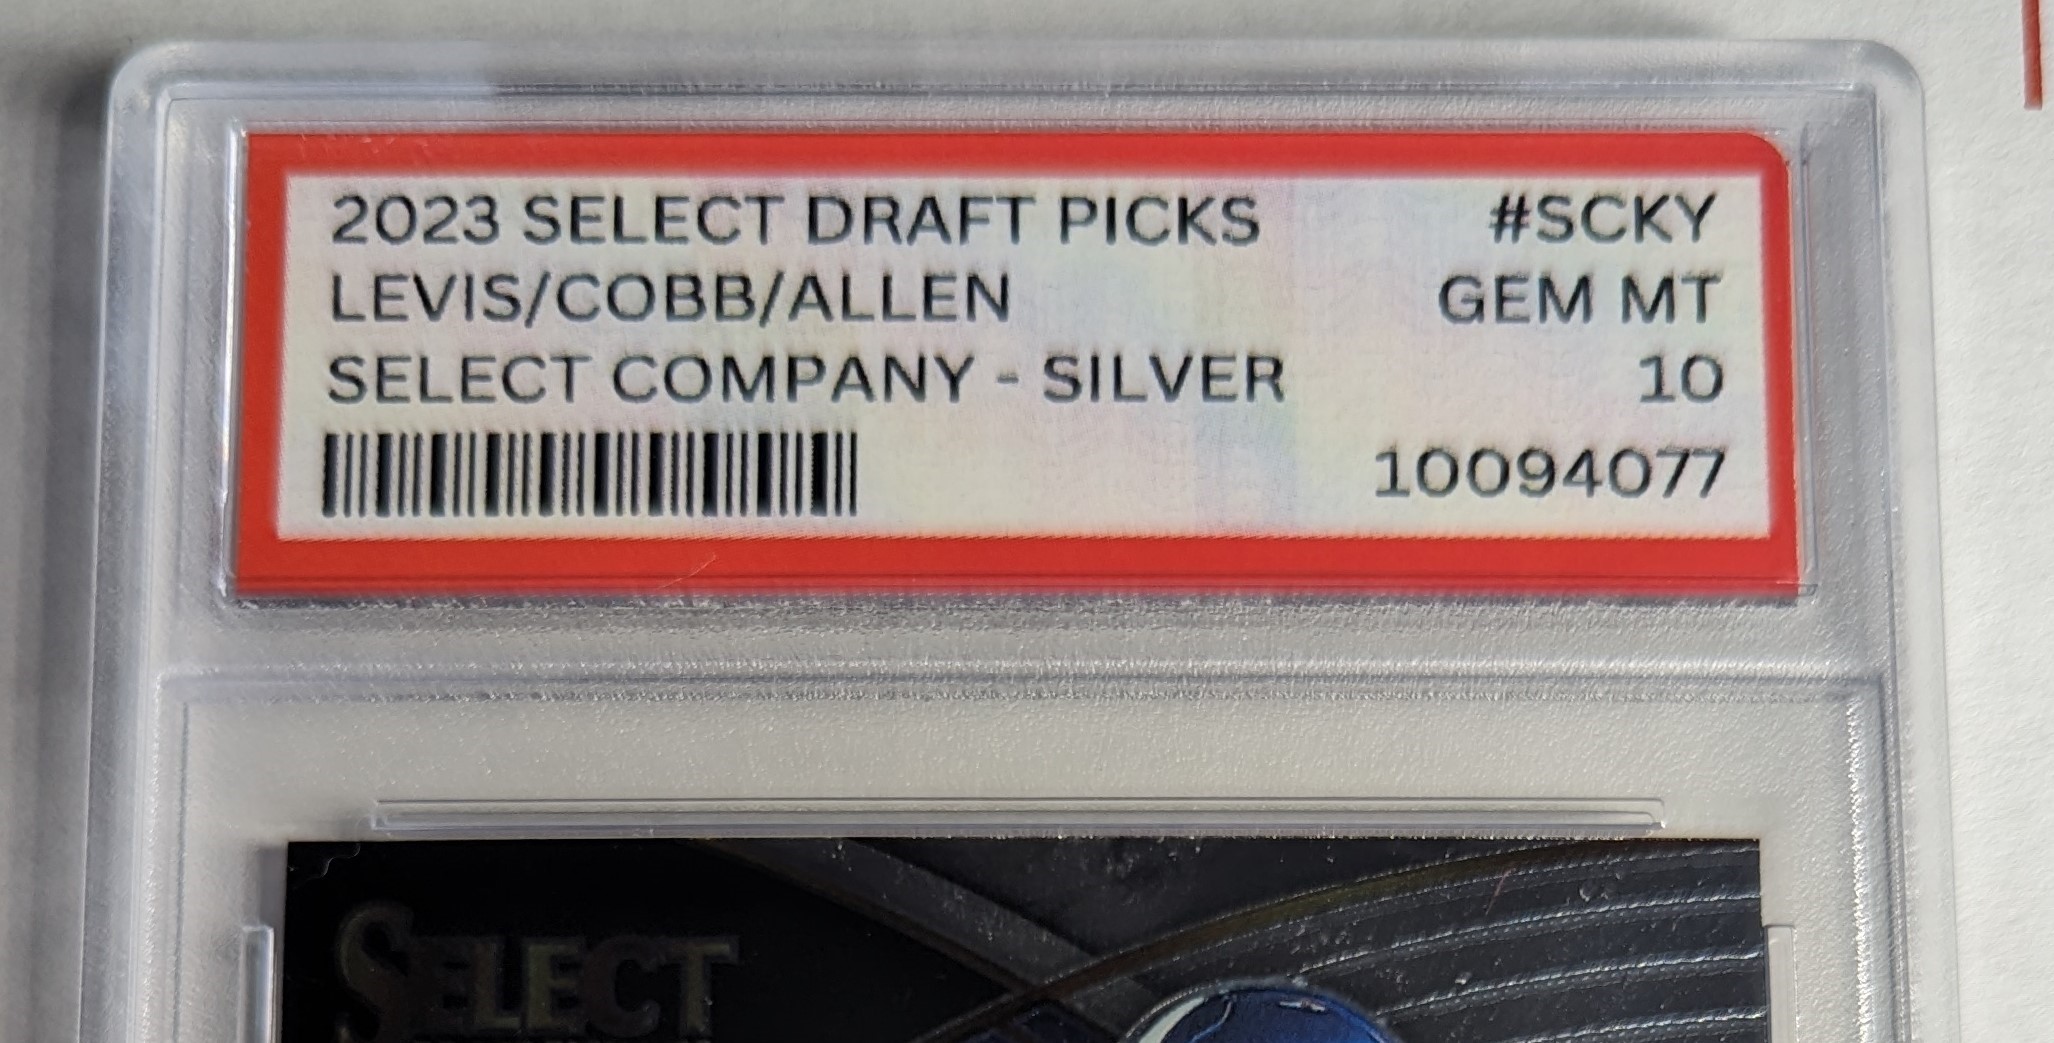 2023 SELECT DRAFT PICKS #SCKY
LEVIS/COBB/ALLEN GEM MT
SELECT COMPANY - SILVER 10
10094077
SELECT